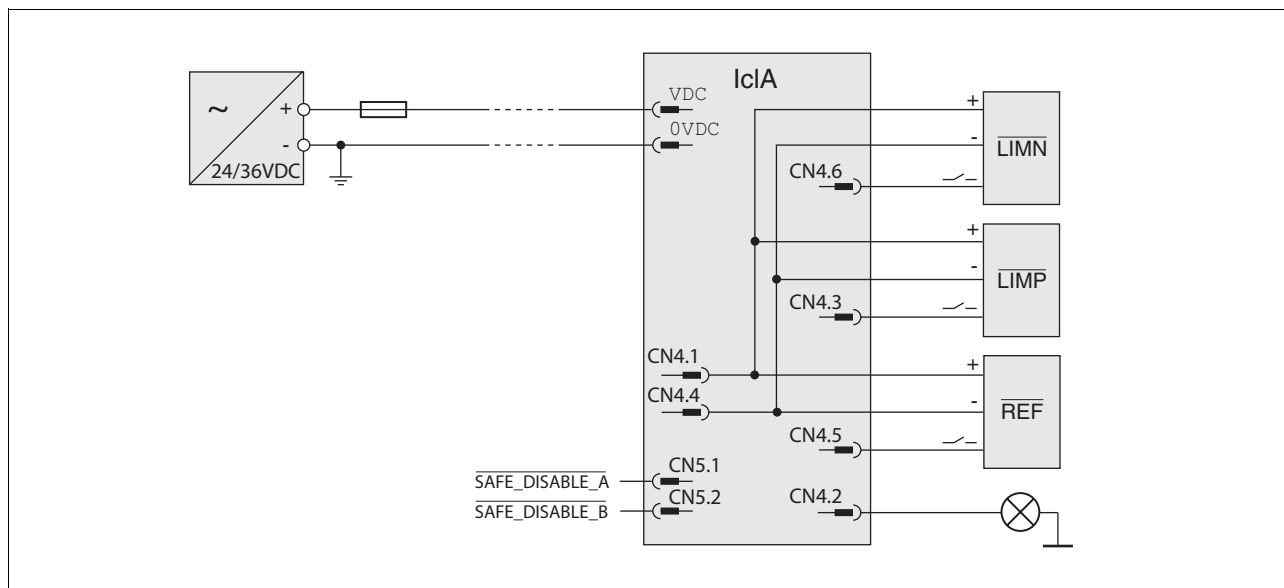 IclA
~
+
-
24/36VDC
VDC
0VDC
+
-
LIMN
CN4.6
+
-
LIMP
CN4.3
CN4.1
+
CN4.4
-
REF
CN4.5
SAFE_DISABLE_A
CN5.1
SAFE_DISABLE_B
CN5.2
CN4.2